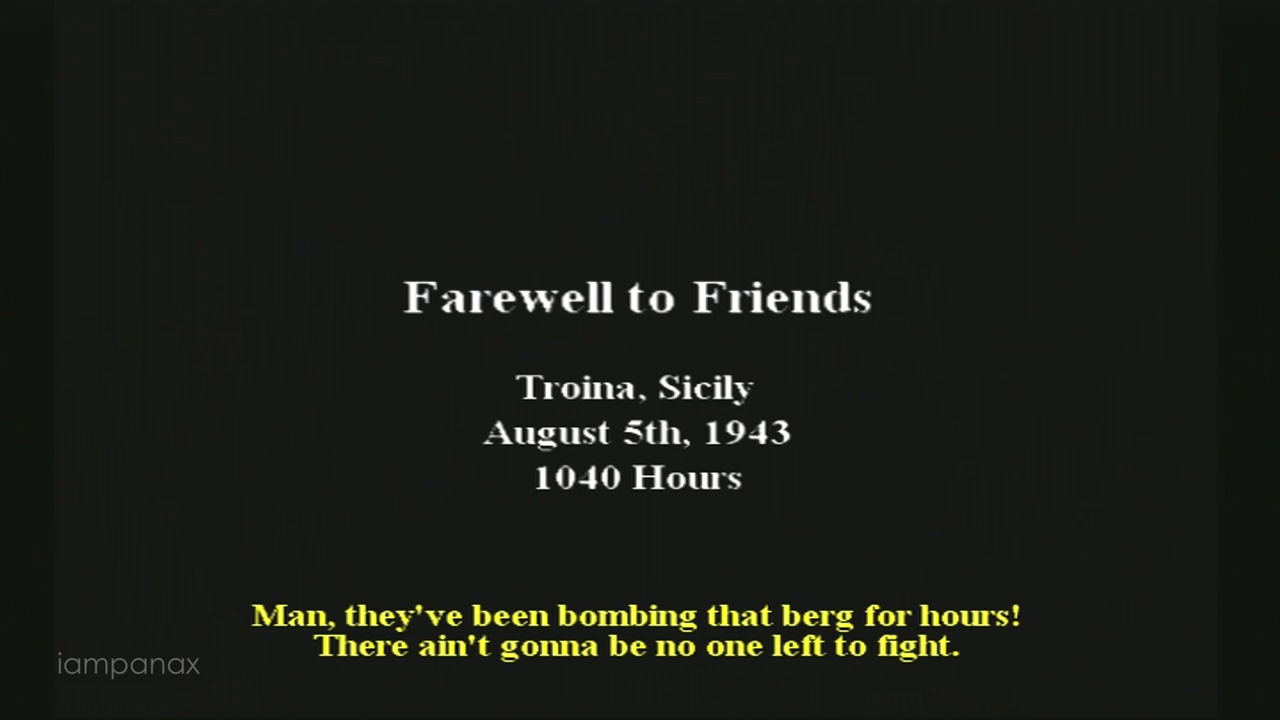 Farewell to Friends
Troina, Sicily
August 5th, 1943
1040 Hours
Man, they've been bombing that berg for hours!
There ain't gonna be no one left to fight.
iampanax